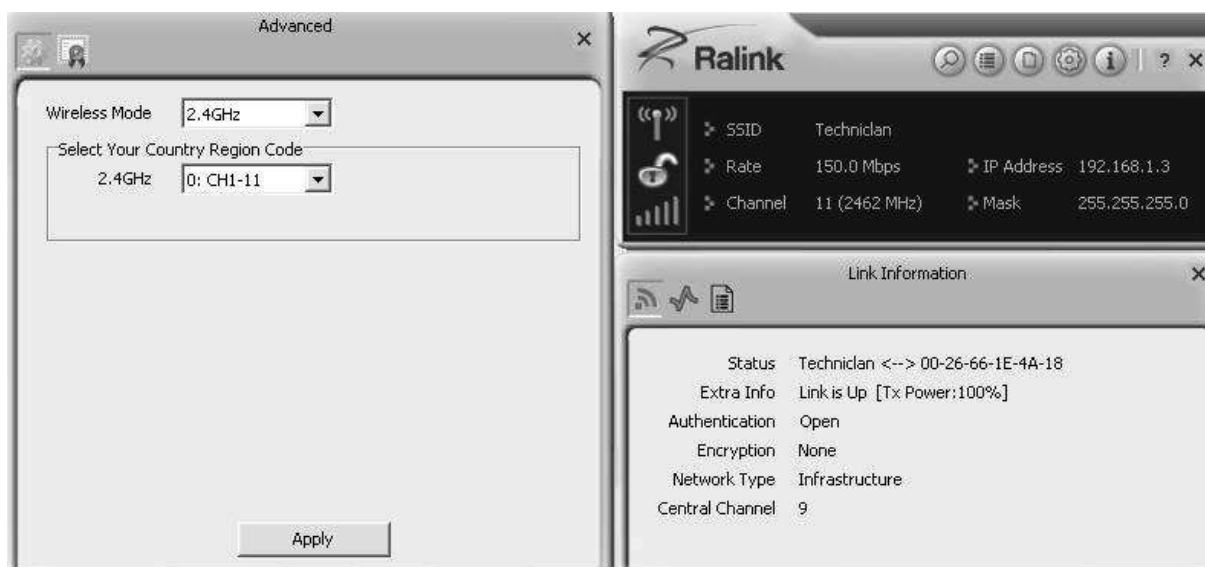 Advanced
Wireless Mode 2.4GHz
Select Your Country Region Code
2.4GHz 0: CH1-11
Apply
Ralink
? ×
SSID Techniclan
Rate 150.0 Mbps IP Address 192.168.1.3
Channel 11 (2462 MHz) Mask 255.255.255.0
Link Information
Status Techniclan <--> 00-26-66-1E-4A-18
Extra Info Link is Up [Tx Power:100%]
Authentication Open
Encryption None
Network Type Infrastructure
Central Channel 9